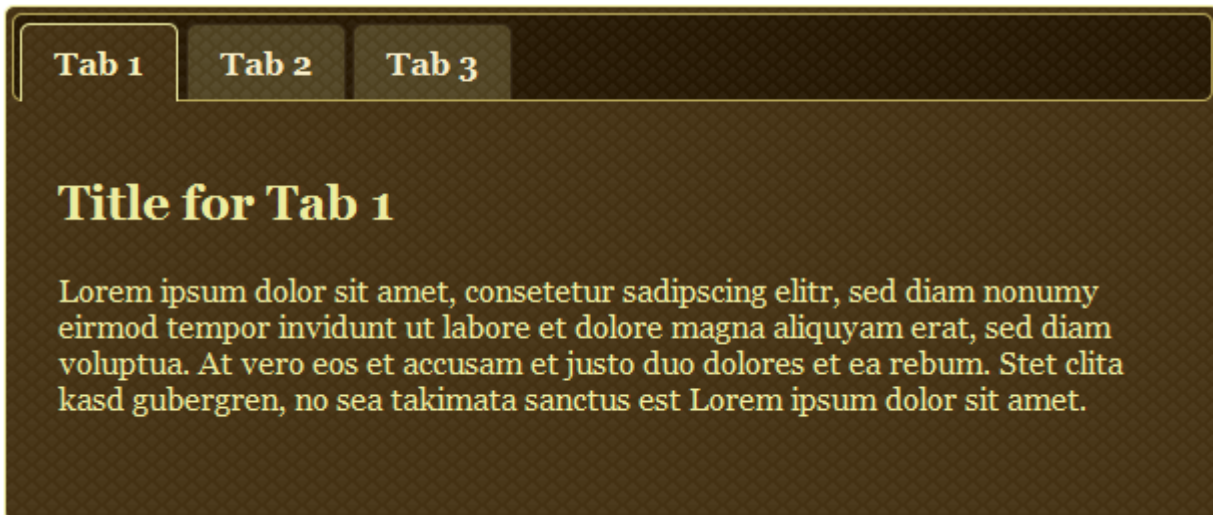 Tab 1 Tab 2 Tab 3
Title for Tab 1
Lorem ipsum dolor sit amet, consetetur sadipscing elitr, sed diam nonumy
eirmod tempor invidunt ut labore et dolore magna aliquyam erat, sed diam
voluptua. At vero eos et accusam et justo duo dolores et ea rebum. Stet clita
kasd gubergren, no sea takimata sanctus est Lorem ipsum dolor sit amet.